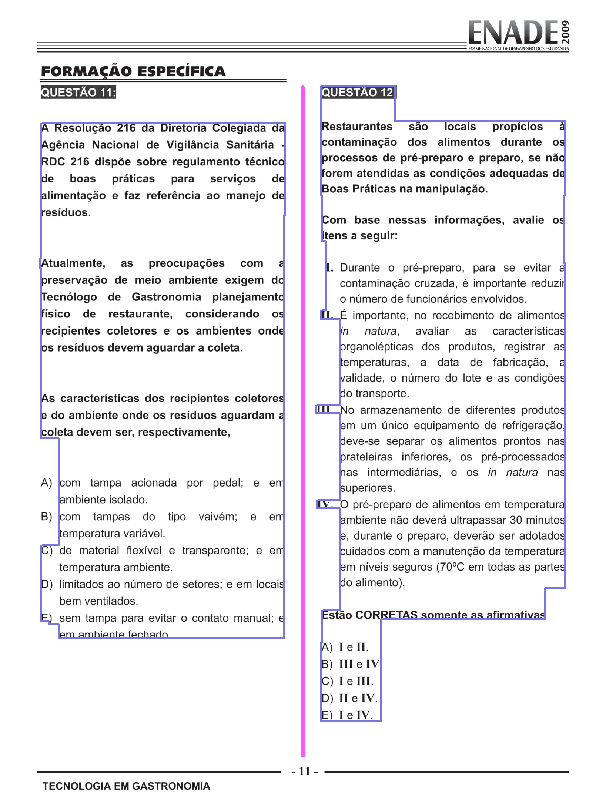 ENADE 2009
EXAME NACIONAL DE DESEMPENHO DOS ESTUDANTES
FORMAÇÃO ESPECÍFICA
QUESTÃO 11:
A Resolução 216 da Diretoria Colegiada da
Agência Nacional de Vigilância Sanitária -
RDC 216 dispõe sobre regulamento técnico
de boas práticas para serviços de
alimentação e faz referência ao manejo de
resíduos.
Atualmente, as preocupações com a
preservação de meio ambiente exigem do
Tecnólogo de Gastronomia planejamento
físico de restaurante, considerando os
recipientes coletores e os ambientes onde
os resíduos devem aguardar a coleta.
As características dos recipientes coletores
e do ambiente onde os resíduos aguardam a
coleta devem ser, respectivamente,
A) com tampa acionada por pedal; e em
ambiente isolado.
B) com tampas do tipo vaivém; e em
temperatura variável.
C) de material flexível e transparente; e em
temperatura ambiente.
D) limitados ao número de setores; e em locais
bem ventilados.
E) sem tampa para evitar o contato manual; e
em ambiente fechado
QUESTÃO 12
Restaurantes são locais propícios à
contaminação dos alimentos durante os
processos de pré-preparo e preparo, se não
forem atendidas as condições adequadas de
Boas Práticas na manipulação.
Com base nessas informações, avalie os
itens a seguir:
I. Durante o pré-preparo, para se evitar a
contaminação cruzada, é importante reduzir
o número de funcionários envolvidos.
II. É importante, no recebimento de alimentos
in natura, avaliar as características
organolépticas dos produtos, registrar as
temperaturas, a data de fabricação, a
validade, o número do lote e as condições
do transporte.
III. No armazenamento de diferentes produtos
em um único equipamento de refrigeração,
deve-se separar os alimentos prontos nas
prateleiras inferiores, os pré-processados
nas intermediárias, e os in natura nas
superiores.
IV. O pré-preparo de alimentos em temperatura
ambiente não deverá ultrapassar 30 minutos
e, durante o preparo, deverão ser adotados
cuidados com a manutenção da temperatura
em níveis seguros (70ºC em todas as partes
do alimento).
Estão CORRETAS somente as afirmativas
A) I e II.
B) III e IV
C) I e III.
D) II e IV.
E) I e IV.
- 11 -
TECNOLOGIA EM GASTRONOMIA